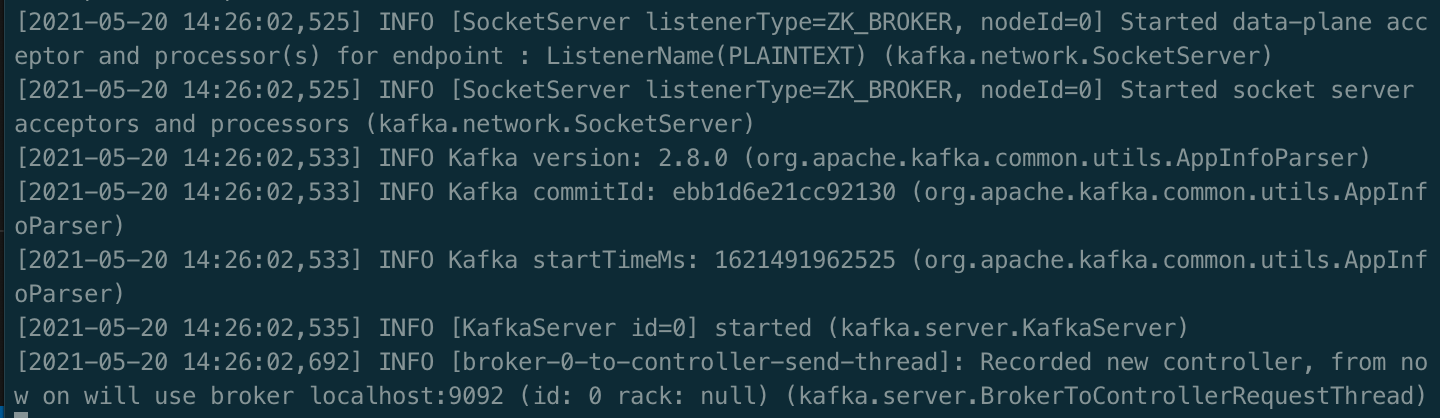 [2021-05-20 14:26:02,525] INFO [SocketServer listenerType=ZK_BROKER, nodeId=0] Started data-plane acc
eptor and processor(s) for endpoint : ListenerName(PLAINTEXT) (kafka.network.SocketServer)
[2021-05-20 14:26:02,525] INFO [SocketServer listenerType=ZK_BROKER, nodeId=0] Started socket server
acceptors and processors (kafka.network.SocketServer)
[2021-05-20 14:26:02,533] INFO Kafka version: 2.8.0 (org.apache.kafka.common.utils.AppInfoParser)
[2021-05-20 14:26:02,533] INFO Kafka commitId: ebb1d6e21cc92130 (org.apache.kafka.common.utils.AppInf
oParser)
[2021-05-20 14:26:02,533] INFO Kafka startTimeMs: 1621491962525 (org.apache.kafka.common.utils.AppInf
oParser)
[2021-05-20 14:26:02,535] INFO [KafkaServer id=0] started (kafka.server.KafkaServer)
[2021-05-20 14:26:02,692] INFO [broker-0-to-controller-send-thread]: Recorded new controller, from no
w on will use broker localhost:9092 (id: 0 rack: null) (kafka.server.BrokerToControllerRequestThread)